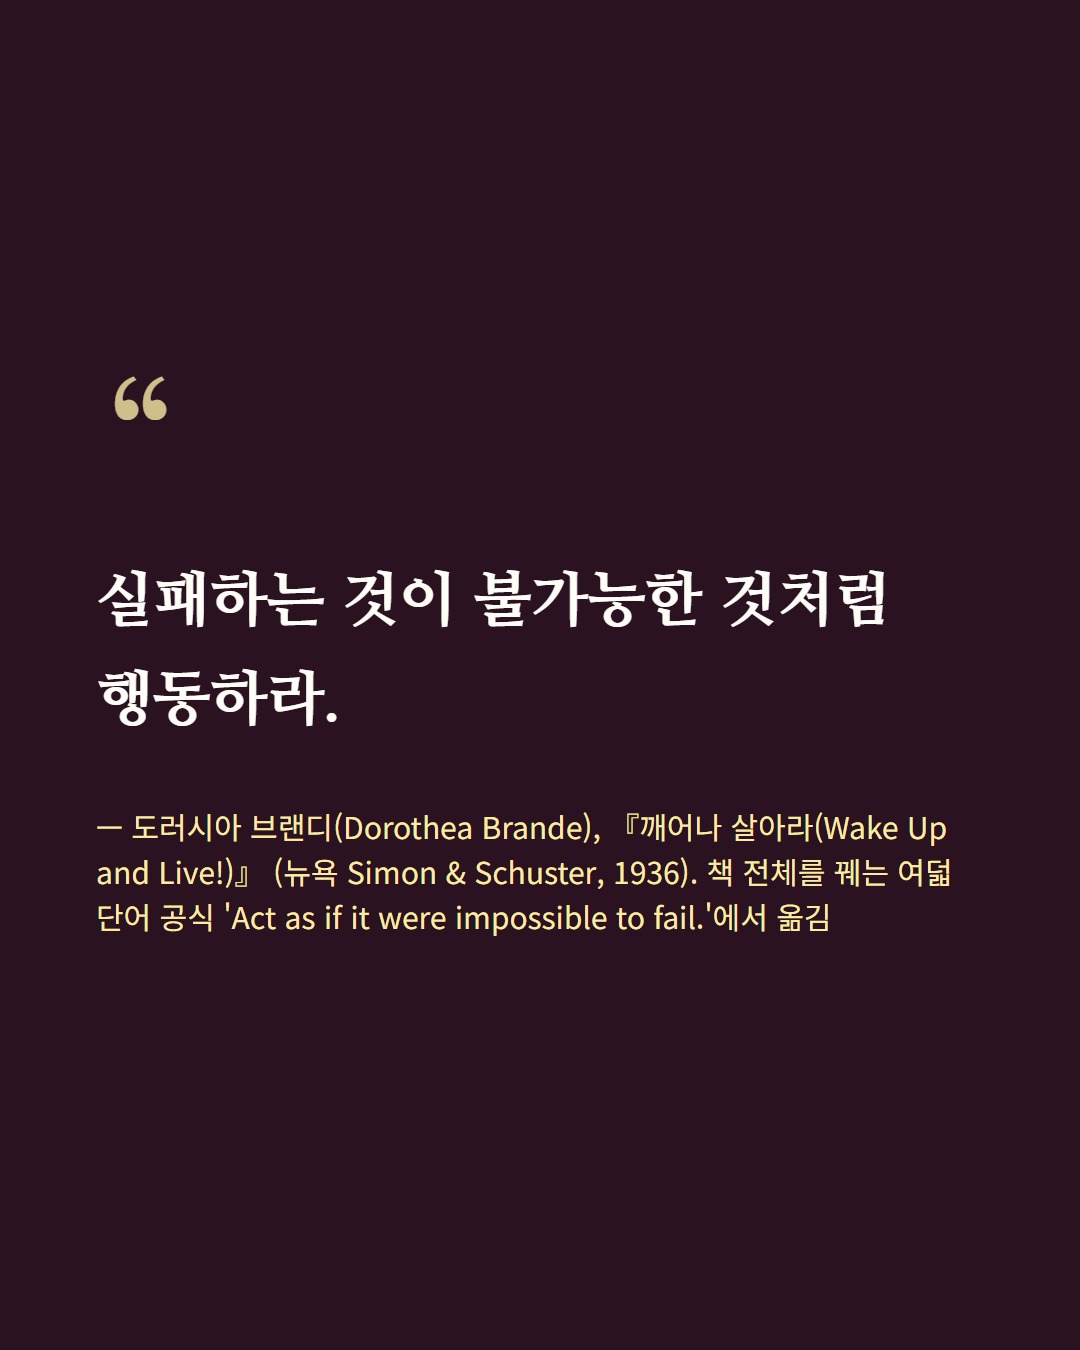 “
실패하는 것이 불가능한 것처럼
행동하라.
— 도러시아 브랜디(Dorothea Brande), 『깨어나 살아라(Wake Up
and Live!)』 (뉴욕 Simon & Schuster, 1936). 책 전체를 꿰는 여덟
단어 공식 'Act as if it were impossible to fail.'에서 옮김